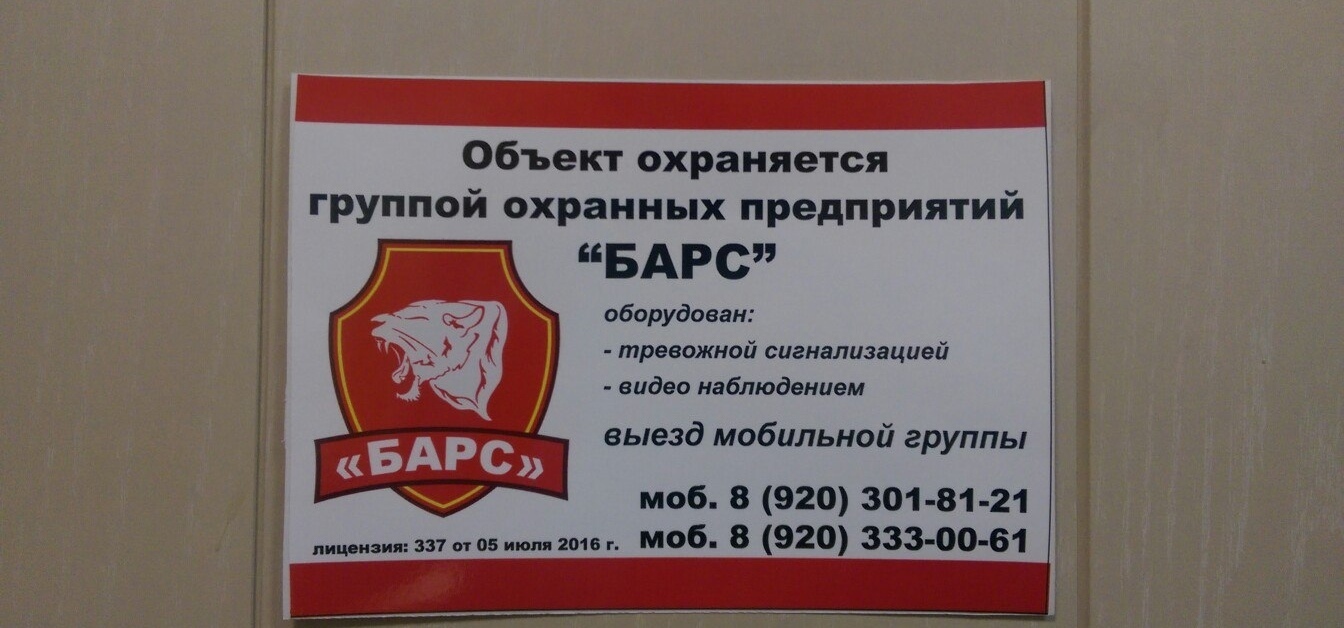 Объект охраняется
группой охранных предприятий
“БАРС”
оборудован:
- тревожной сигнализацией
- видео наблюдением
выезд мобильной группы
«БАРС»
моб. 8 (920) 301-81-21
моб. 8 (920) 333-00-61
лицензия: 337 от 05 июля 2016 г.